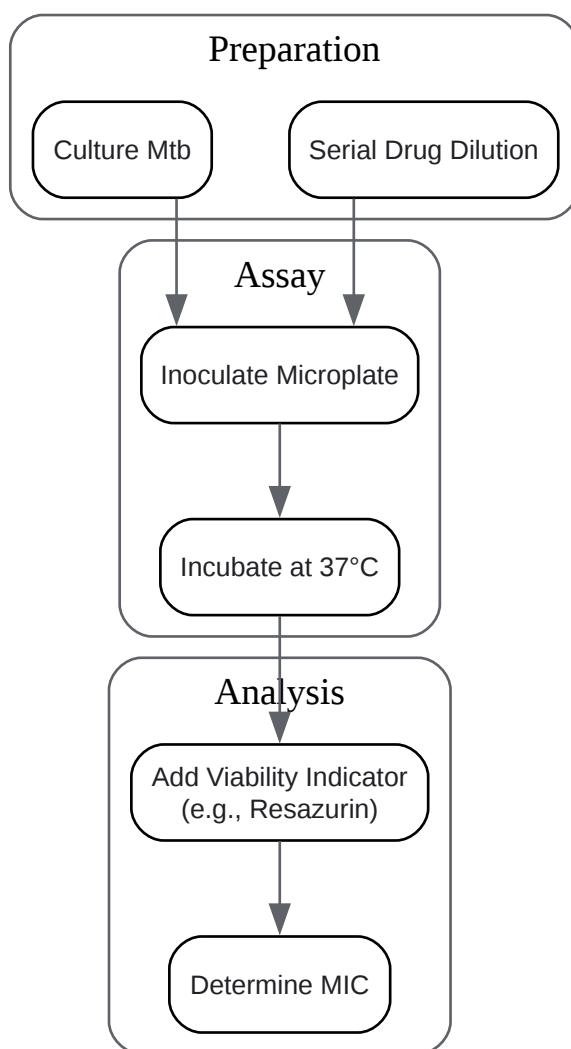 Preparation
Culture Mtb
Serial Drug Dilution
Assay
Inoculate Microplate
Incubate at 37°C
Analysis
Add Viability Indicator
(e.g., Resazurin)
Determine MIC